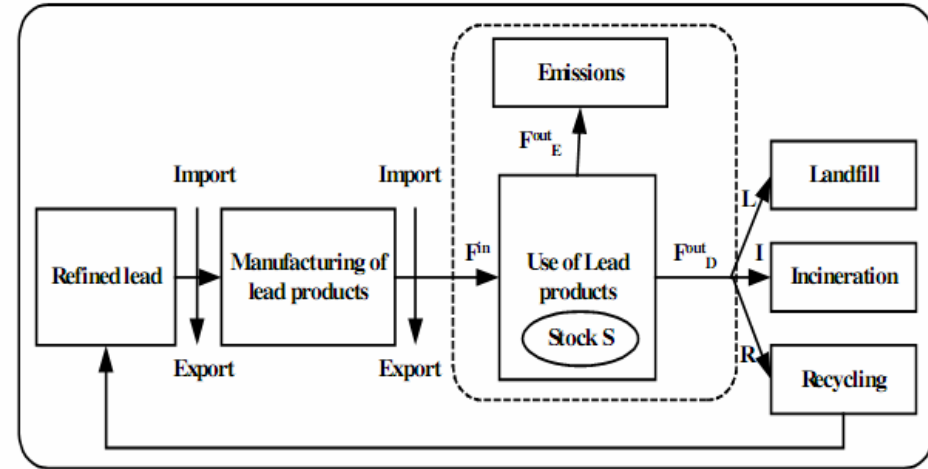 Emissions
F^out_E
Import
Import
Landfill
L
Refined lead
Manufacturing of
lead products
F^in
Use of Lead
products
F^out_D
I
Incineration
Stock S
Export
Export
R
Recycling